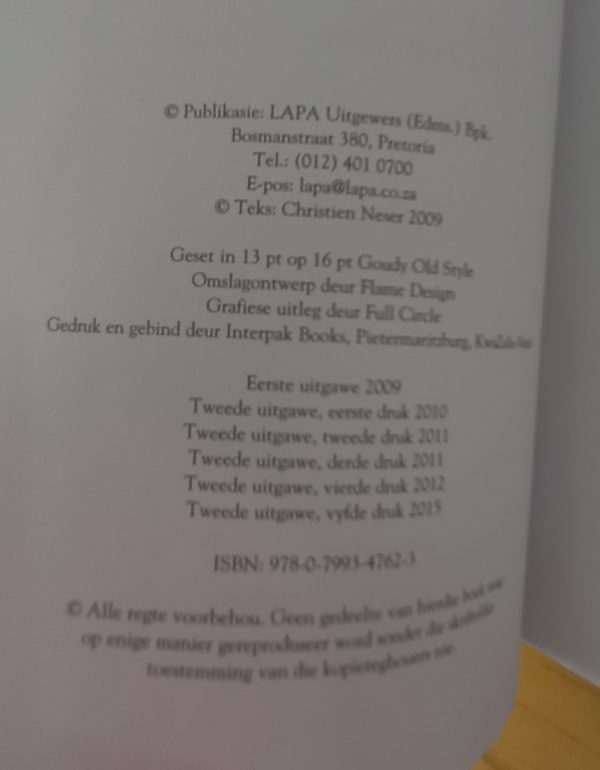 © Publikasie: LAPA Uitgewers (Edms.) Bpk.
Bosmanstraat 380, Pretoria
Tel.: (012) 401 0700
E-pos: lapa@lapa.co.za
© Teks: Christien Neser 2009
Geset in 13 pt op 16 pt Goudy Old Style
Omslagontwerp deur Flame Design
Grafiese uitleg deur Full Circle
Gedruk en gebind deur Interpak Books, Pietermaritzburg, KwaZulu-Natal
Eerste uitgawe 2009
Tweede uitgawe, eerste druk 2010
Tweede uitgawe, tweede druk 2011
Tweede uitgawe, derde druk 2011
Tweede uitgawe, vierde druk 2012
Tweede uitgawe, vyfde druk 2015
ISBN: 978-0-7993-4762-3
© Alle regte voorbehou. Geen gedeelte van hierdie boek mag
op enige manier gereproduseer word sonder die skriftelike
toestemming van die kopiereghouers nie.